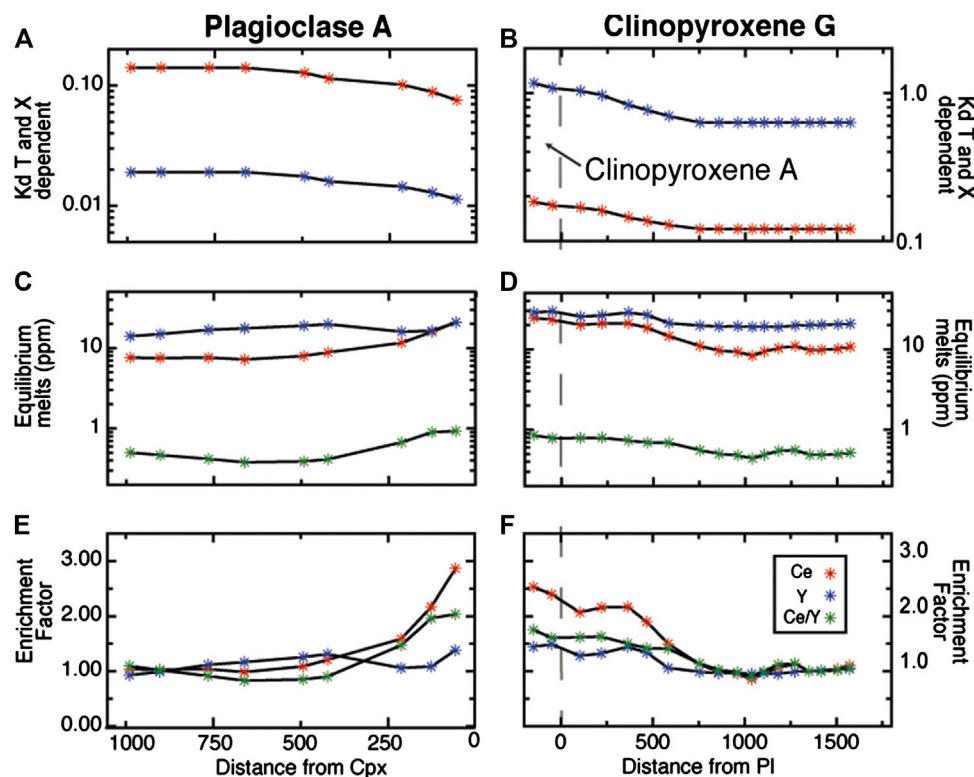 Plagioclase A
Clinopyroxene G
A
B
0.10
0.01
Kd T and X
dependent
1.0
0.1
Kd T and X
dependent
Clinopyroxene A
C
D
10
1
Equilibrium
melts (ppm)
10
1
Equilibrium
melts (ppm)
E
F
3.00
2.00
1.00
0.00
Enrichment
Factor
3.0
2.0
1.0
Enrichment
Factor
Ce
Y
Ce/Y
1000 750 500 250 0
0 500 1000 1500
Distance from Cpx
Distance from Pl